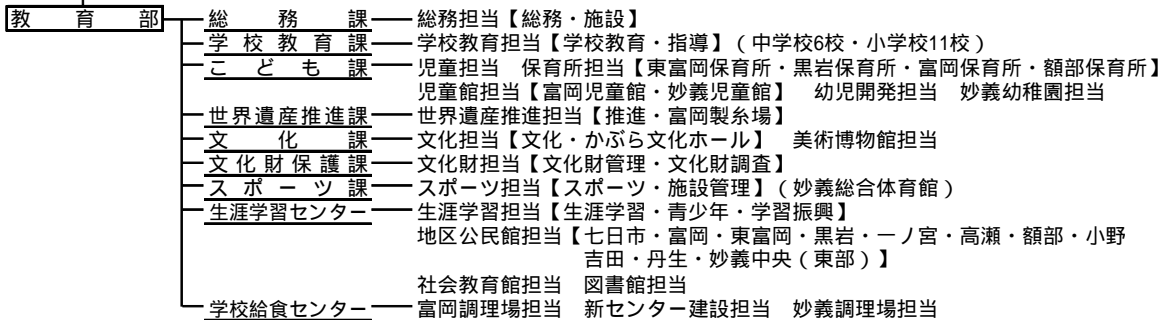 教育部 総務課 総務担当【総務・施設】
学校教育課 学校教育担当【学校教育・指導】(中学校6校・小学校11校)
こども課 児童担当 保育所担当【東富岡保育所・黒岩保育所・富岡保育所・額部保育所】
児童館担当【富岡児童館・妙義児童館】 幼児開発担当 妙義幼稚園担当
世界遺産推進課 世界遺産推進担当【推進・富岡製糸場】
文化課 文化担当【文化・かぶら文化ホール】 美術博物館担当
文化財保護課 文化財担当【文化財管理・文化財調査】
スポーツ課 スポーツ担当【スポーツ・施設管理】(妙義総合体育館)
生涯学習センター 生涯学習担当【生涯学習・青少年・学習振興】
地区公民館担当【七日市・富岡・東富岡・黒岩・一ノ宮・高瀬・額部・小野
吉田・丹生・妙義中央(東部)】
社会教育館担当 図書館担当
学校給食センター 富岡調理場担当 新センター建設担当 妙義調理場担当